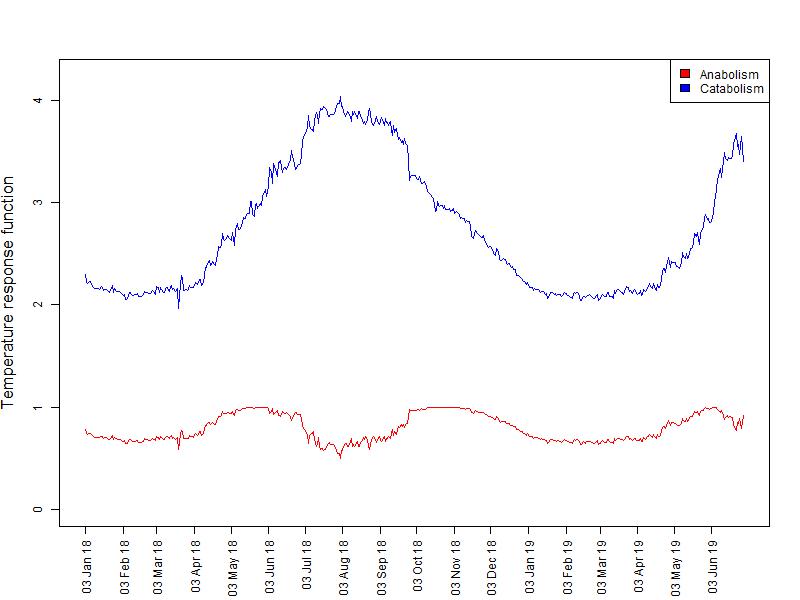 Anabolism
Catabolism
Temperature response function
4
3
2
1
0
03 Jan 18
03 Feb 18
03 Mar 18
03 Apr 18
03 May 18
03 Jun 18
03 Jul 18
03 Aug 18
03 Sep 18
03 Oct 18
03 Nov 18
03 Dec 18
03 Jan 19
03 Feb 19
03 Mar 19
03 Apr 19
03 May 19
03 Jun 19